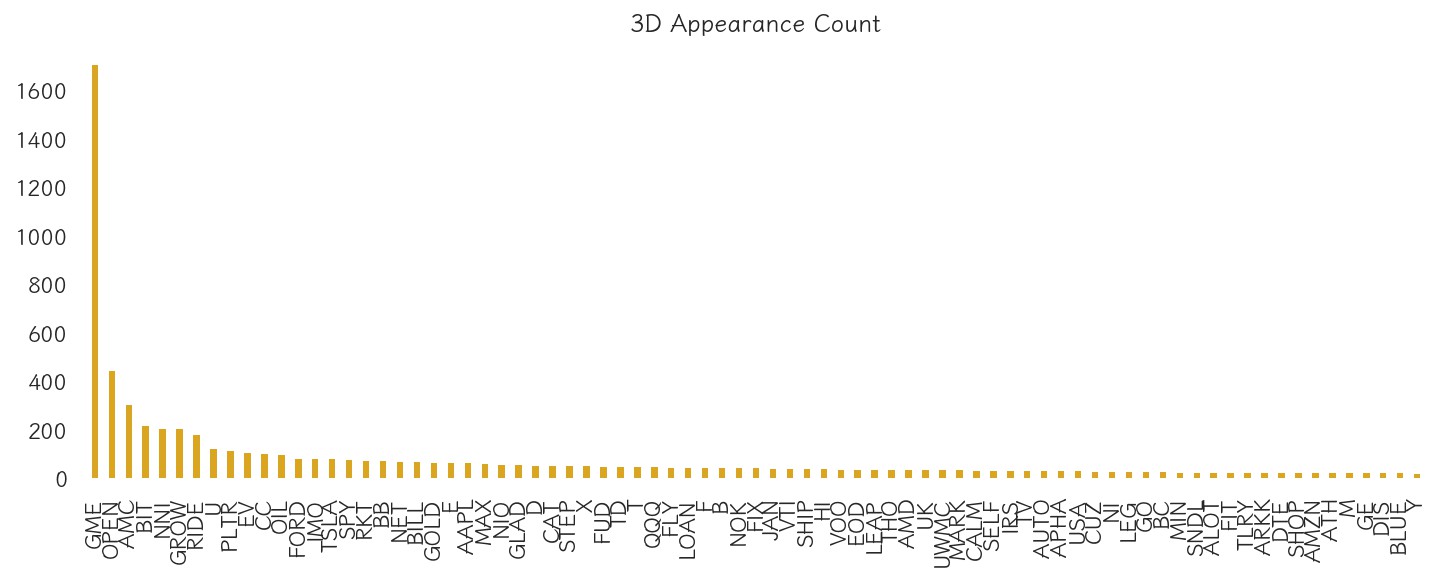 3D Appearance Count
1600
1400
1200
1000
800
600
400
200
0
GME
OPEN
AMC
BIT
NNI
GROW
RIDE
U
PLTR
EV
CC
OIL
FORD
IMO
TSLA
SPY
RKT
BB
NET
BILL
GOLD
E
AAPL
MAX
NIO
GLAD
D
CAT
STEP
X
FUD
TD
T
QQQ
FLY
LOAN
F
B
NOK
FIX
JAN
VTI
SHIP
HI
VOO
EOD
LEAP
THO
AMD
UK
UWMC
MARK
CALM
SELF
IRS
TV
AUTO
APHA
USA
CUZ
NI
LEG
GO
BC
MIN
SNDL
ALOT
FIT
TLRY
ARKK
DTE
SHOP
AMZN
ATH
M
GE
DIS
BLUE
Y